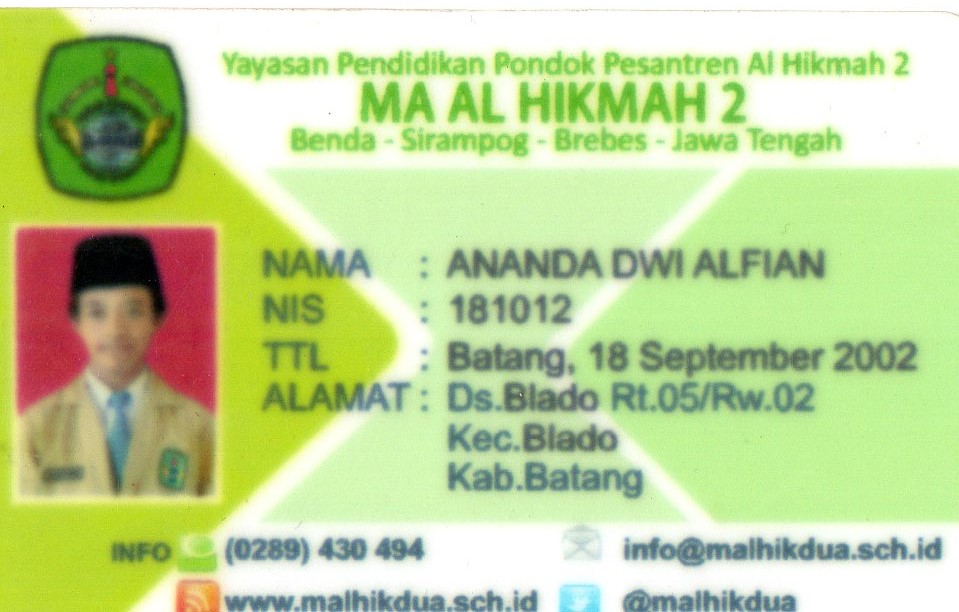 Yayasan Pendidikan Pondok Pesantren Al Hikmah 2
MA AL HIKMAH 2
Benda - Sirampog - Brebes - Jawa Tengah
NAMA : ANANDA DWI ALFIAN
NIS : 181012
TTL : Batang, 18 September 2002
ALAMAT : Ds.Blado Rt.05/Rw.02
Kec.Blado
Kab.Batang
INFO (0289) 430 494 info@malhikdua.sch.id
www.malhikdua.sch.id @malhikdua